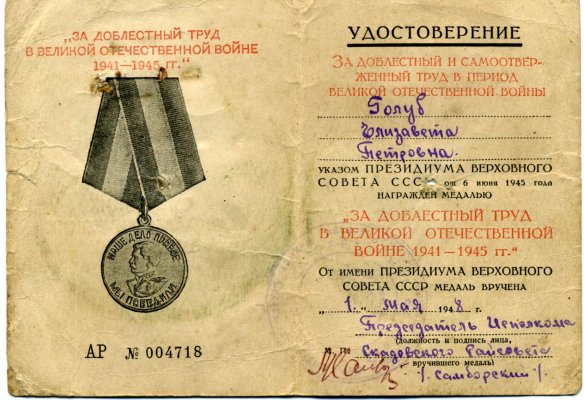 „ЗА ДОБЛЕСТНЫЙ ТРУД
В ВЕЛИКОЙ ОТЕЧЕСТВЕННОЙ ВОЙНЕ
1941—1945 гг.“
НАШЕ ДЕЛО ПРАВОЕ
МЫ ПОБЕДИЛИ
АР № 004718
УДОСТОВЕРЕНИЕ
ЗА ДОБЛЕСТНЫЙ И САМООТВЕР-
ЖЕННЫЙ ТРУД В ПЕРИОД
ВЕЛИКОЙ ОТЕЧЕСТВЕННОЙ ВОЙНЫ
Голуб
Елизавета
Петровна.
УКАЗОМ ПРЕЗИДИУМА ВЕРХОВНОГО
СОВЕТА СССР от 6 июня 1945 года
НАГРАЖДЕН МЕДАЛЬЮ
„ЗА ДОБЛЕСТНЫЙ ТРУД
В ВЕЛИКОЙ ОТЕЧЕСТВЕННОЙ
ВОЙНЕ 1941—1945 гг.“
От имени ПРЕЗИДИУМА ВЕРХОВНОГО
СОВЕТА СССР МЕДАЛЬ ВРУЧЕНА
„1.“ мая 1948 г.
Председатель Исполкома
(должность и подпись лица,
М. П. Скадовского Райсовета
вручившего медаль)
/Самборский/